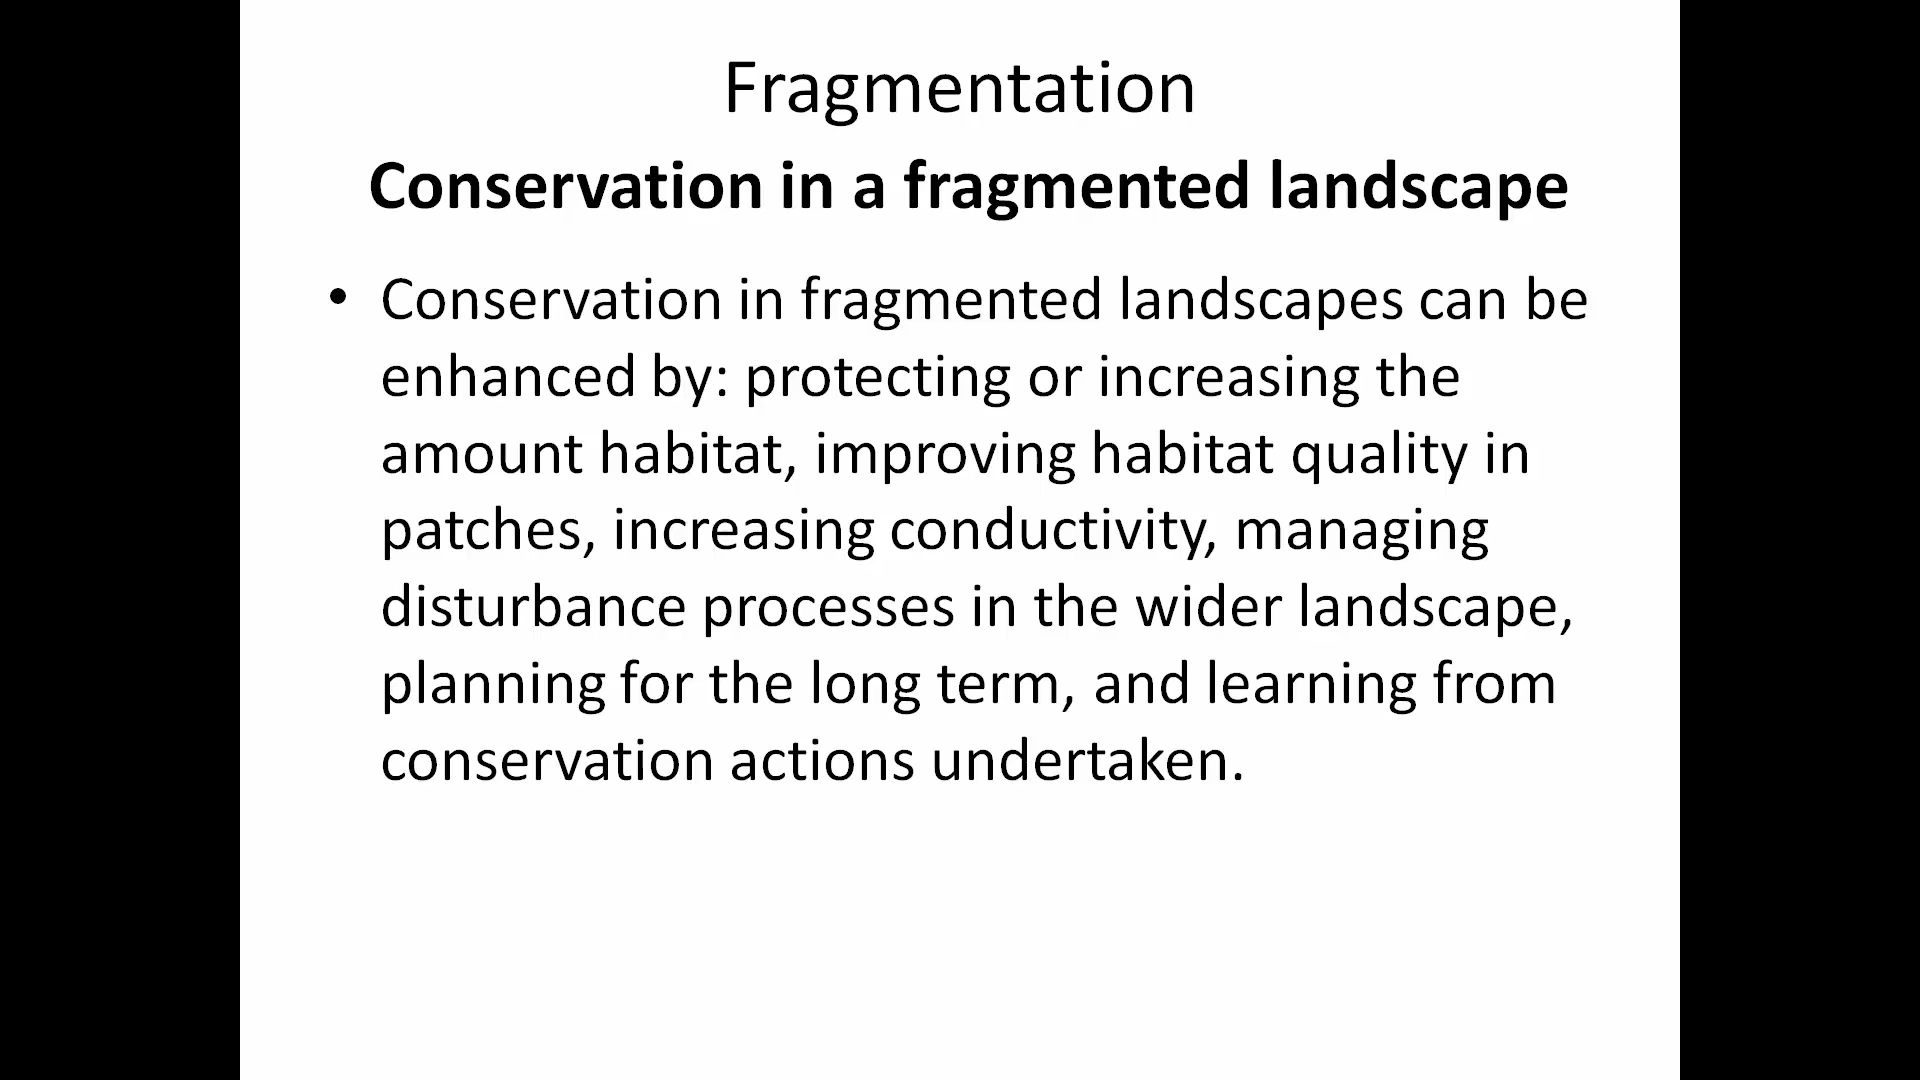 Fragmentation
Conservation in a fragmented landscape
• Conservation in fragmented landscapes can be
enhanced by: protecting or increasing the
amount habitat, improving habitat quality in
patches, increasing conductivity, managing
disturbance processes in the wider landscape,
planning for the long term, and learning from
conservation actions undertaken.